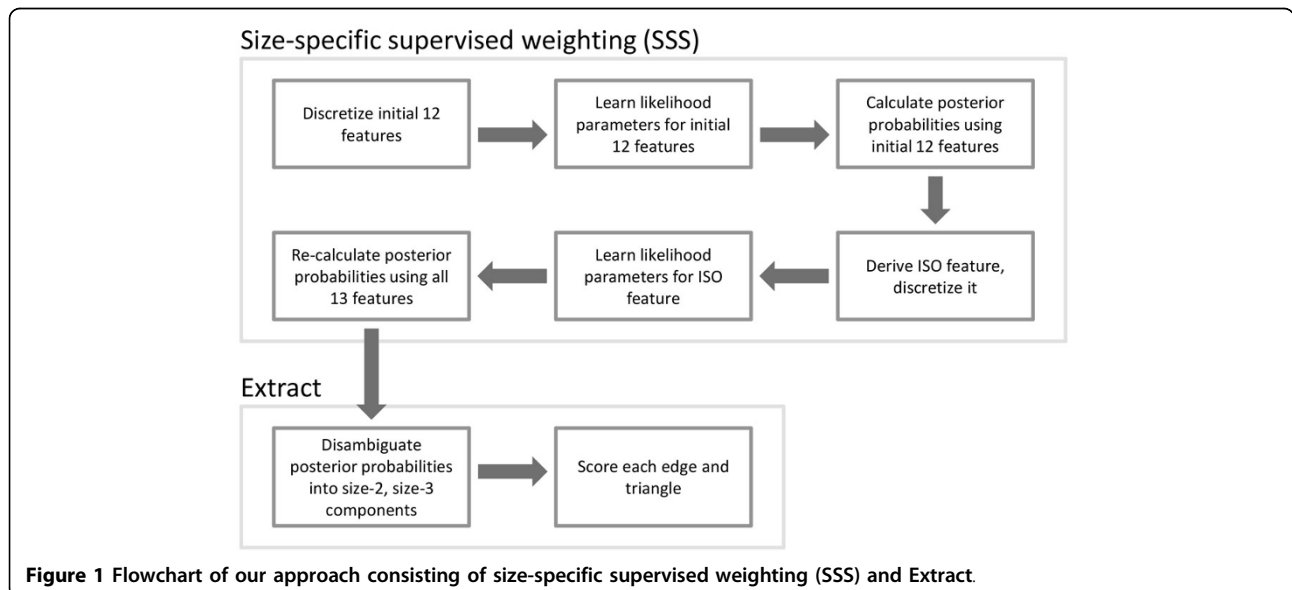 Size-specific supervised weighting (SSS)
Discretize initial 12
features
Learn likelihood
parameters for initial
12 features
Calculate posterior
probabilities using
initial 12 features
Derive ISO feature,
discretize it
Learn likelihood
parameters for ISO
feature
Re-calculate posterior
probabilities using all
13 features
Extract
Disambiguate
posterior probabilities
into size-2, size-3
components
Score each edge and
triangle
Figure 1 Flowchart of our approach consisting of size-specific supervised weighting (SSS) and Extract.